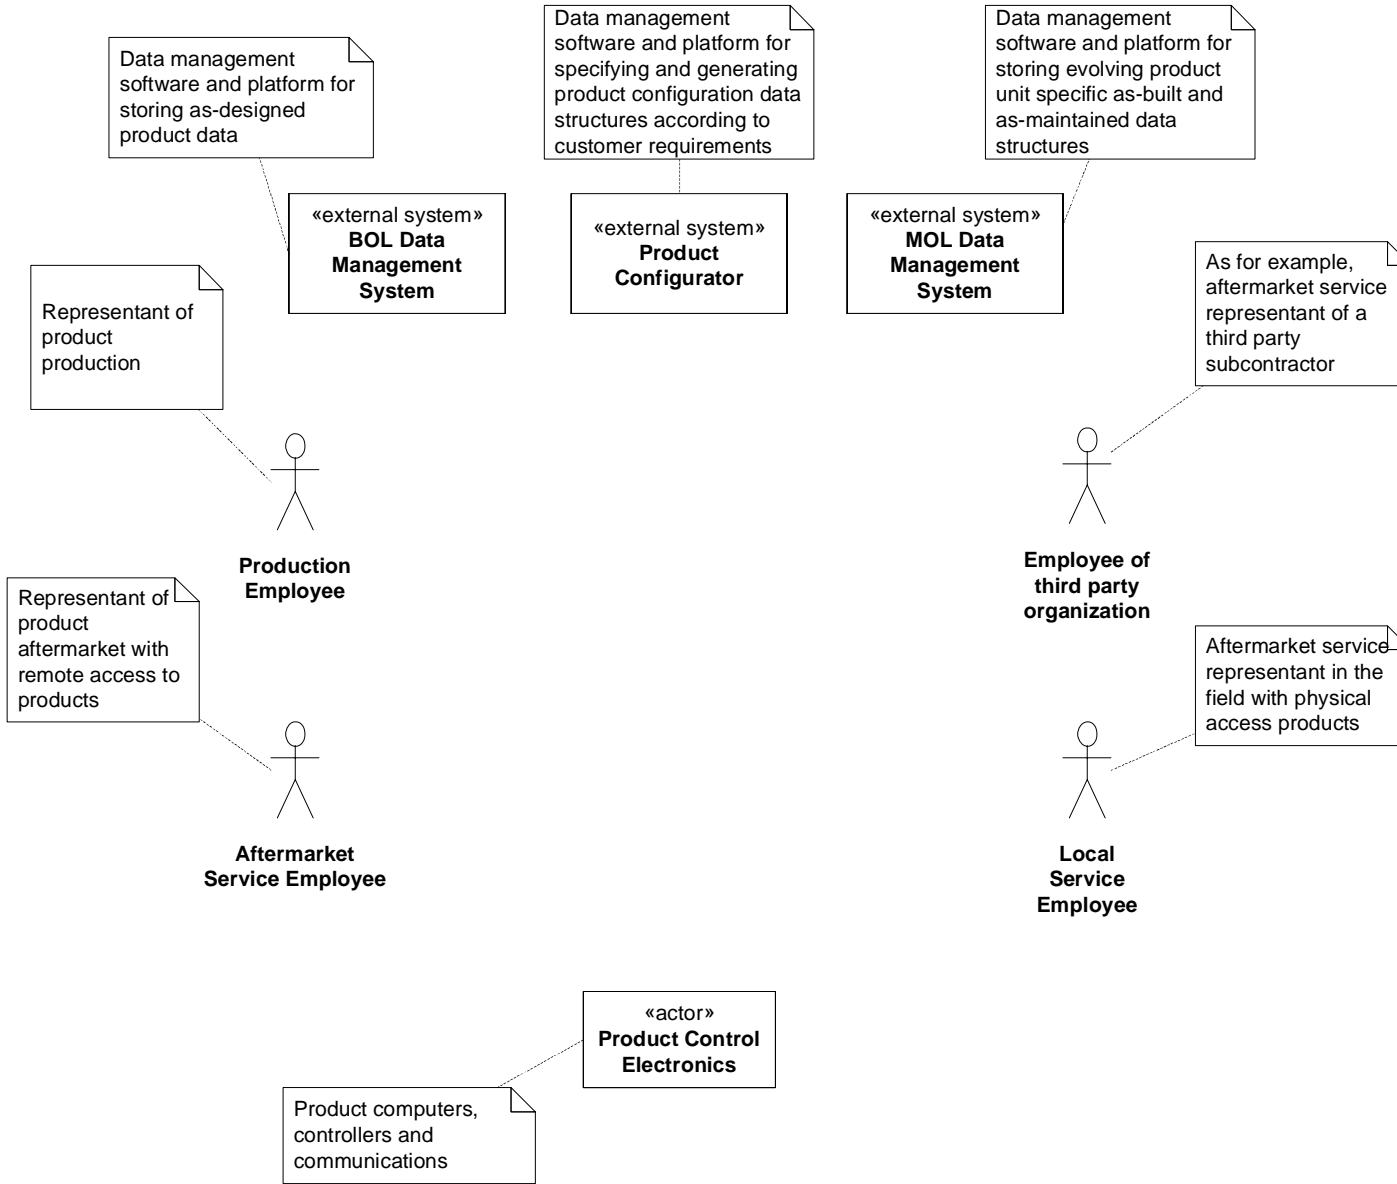 Data management
software and platform for
storing as-designed
product data
Data management
software and platform for
specifying and generating
product configuration data
structures according to
customer requirements
Data management
software and platform for
storing evolving product
unit specific as-built and
as-maintained data
structures
«external system»
BOL Data
Management
System
«external system»
Product
Configurator
«external system»
MOL Data
Management
System
Representant of
product
production
As for example,
aftermarket service
representant of a
third party
subcontractor
Production
Employee
Employee of
third party
organization
Representant of
product
aftermarket with
remote access to
products
Aftermarket service
representant in the
field with physical
access products
Aftermarket
Service Employee
Local
Service
Employee
«actor»
Product Control
Electronics
Product computers,
controllers and
communications